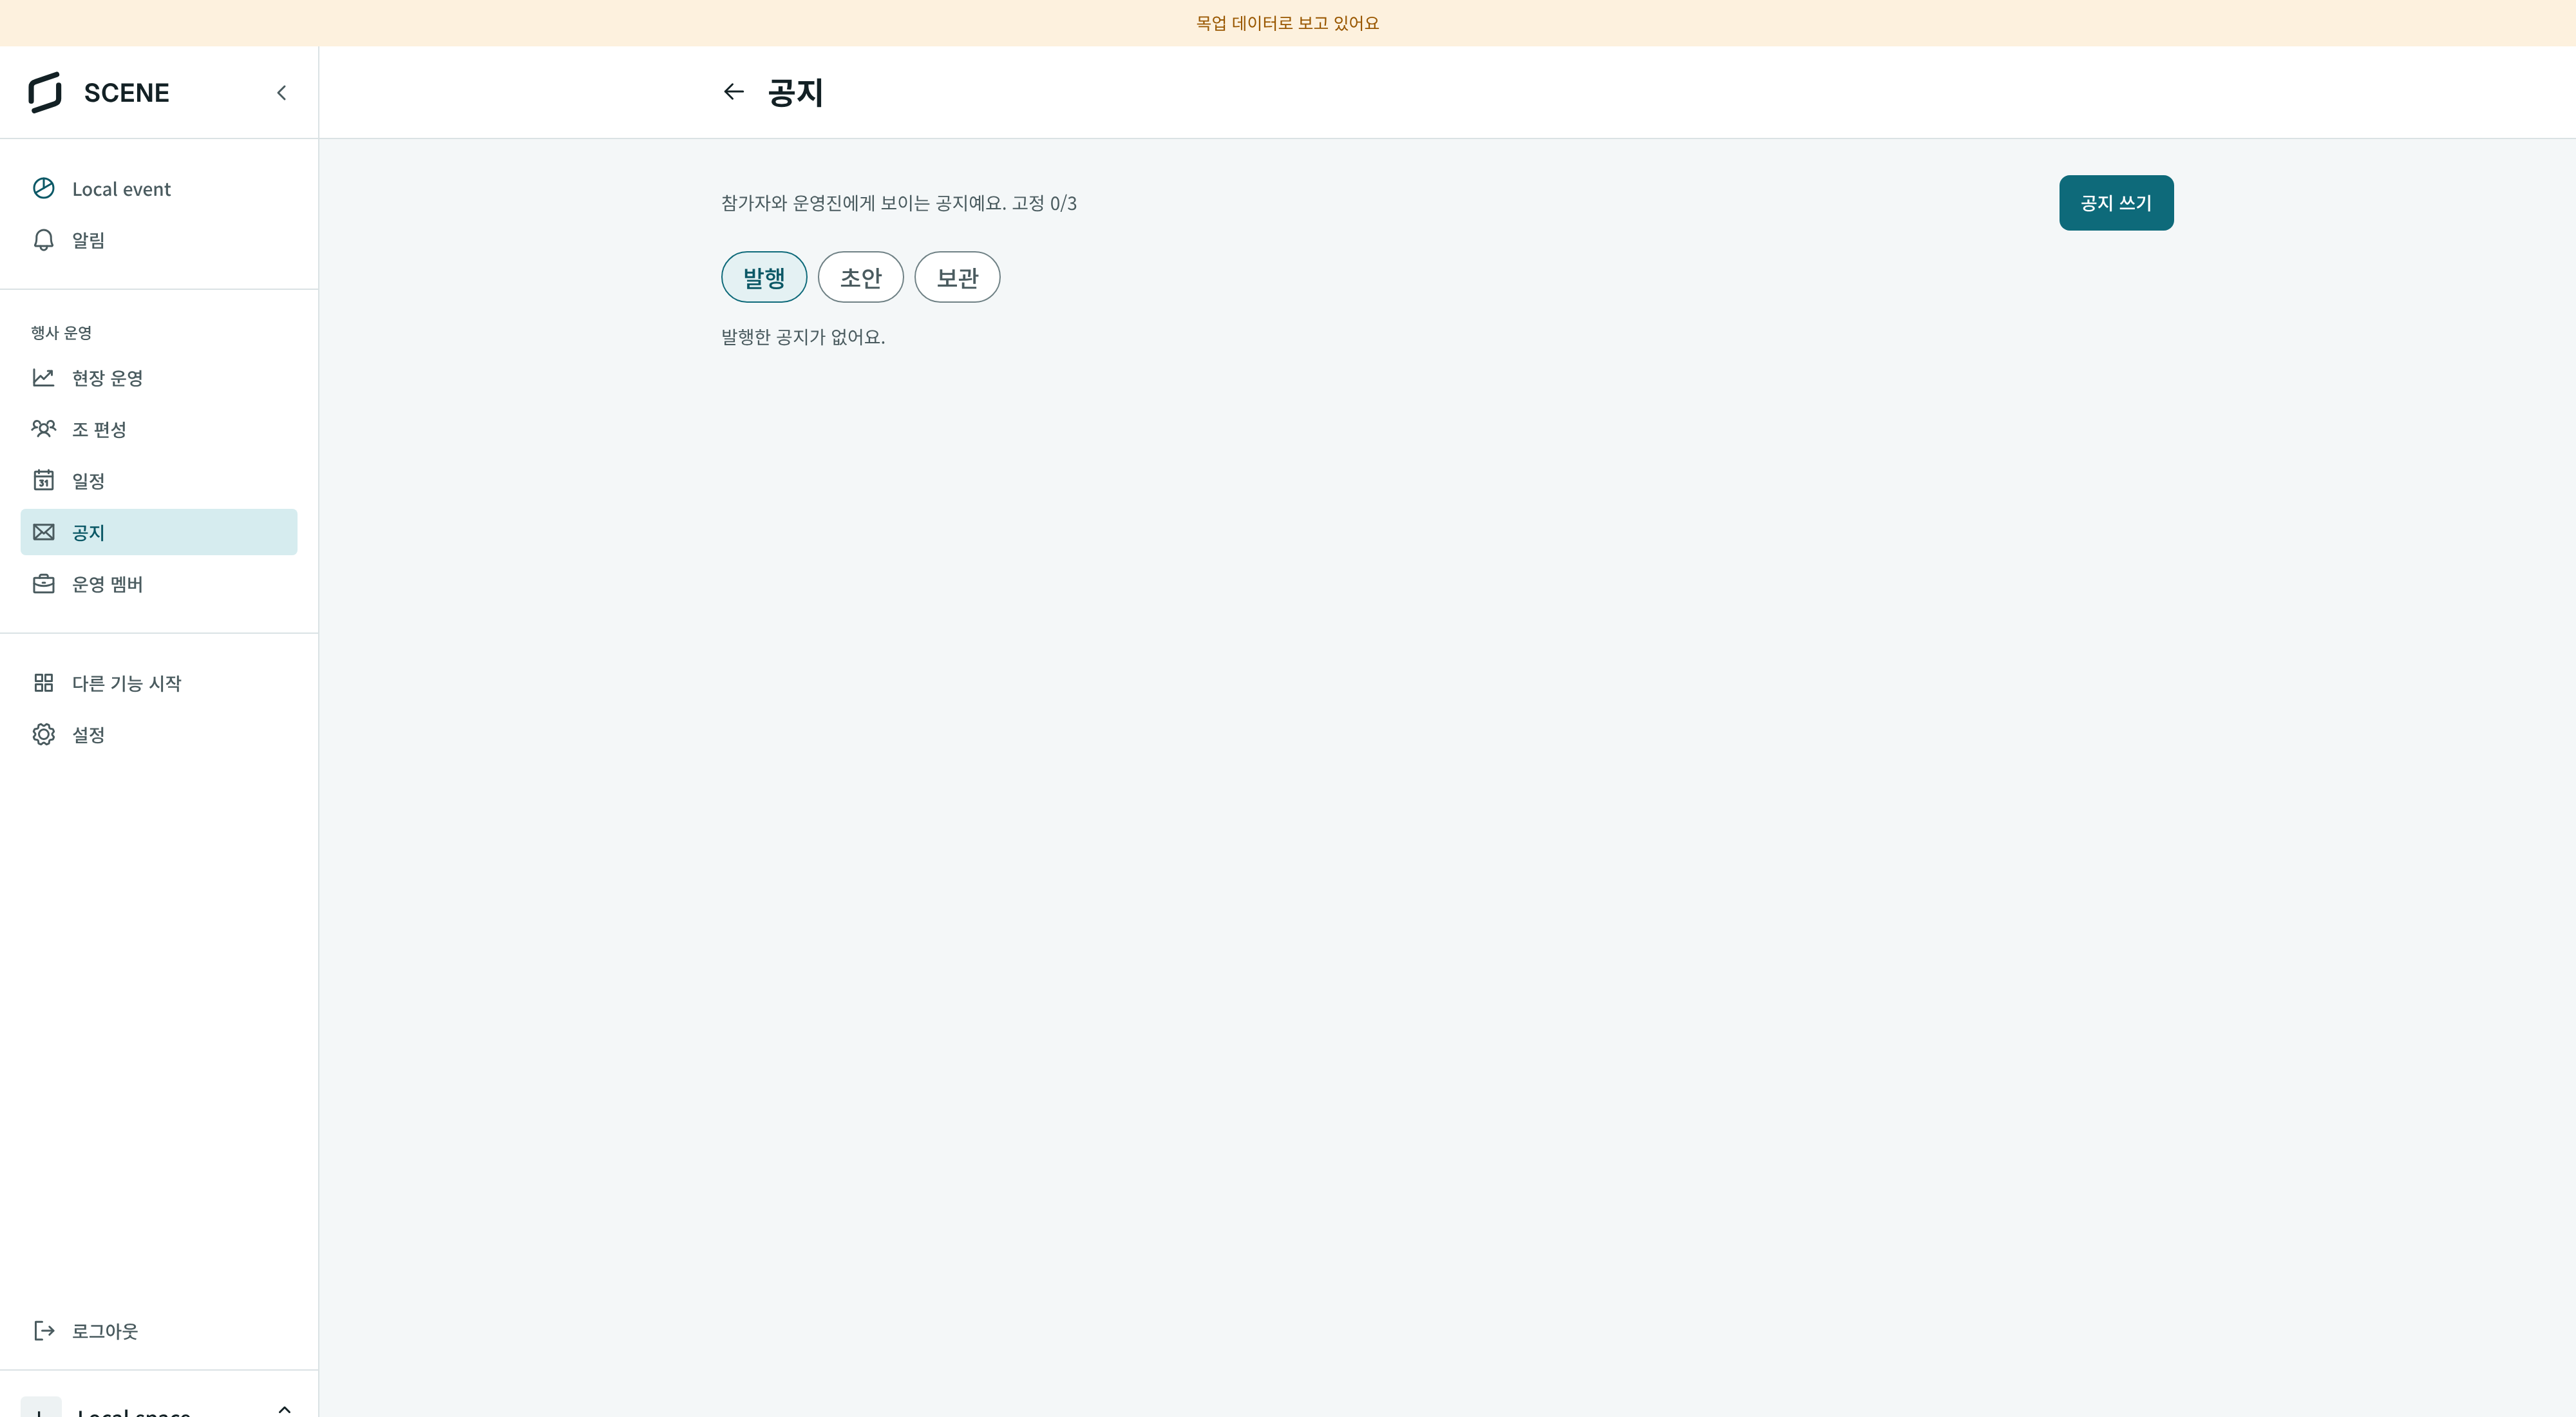 목업 데이터로 보고 있어요
SCENE
공지
Local event
알림
행사 운영
현장 운영
조 편성
일정
31
공지
운영 멤버
다른 기능 시작
설정
로그아웃
Local space
참가자와 운영진에게 보이는 공지예요. 고정 0/3
공지 쓰기
발행
초안
보관
발행한 공지가 없어요.